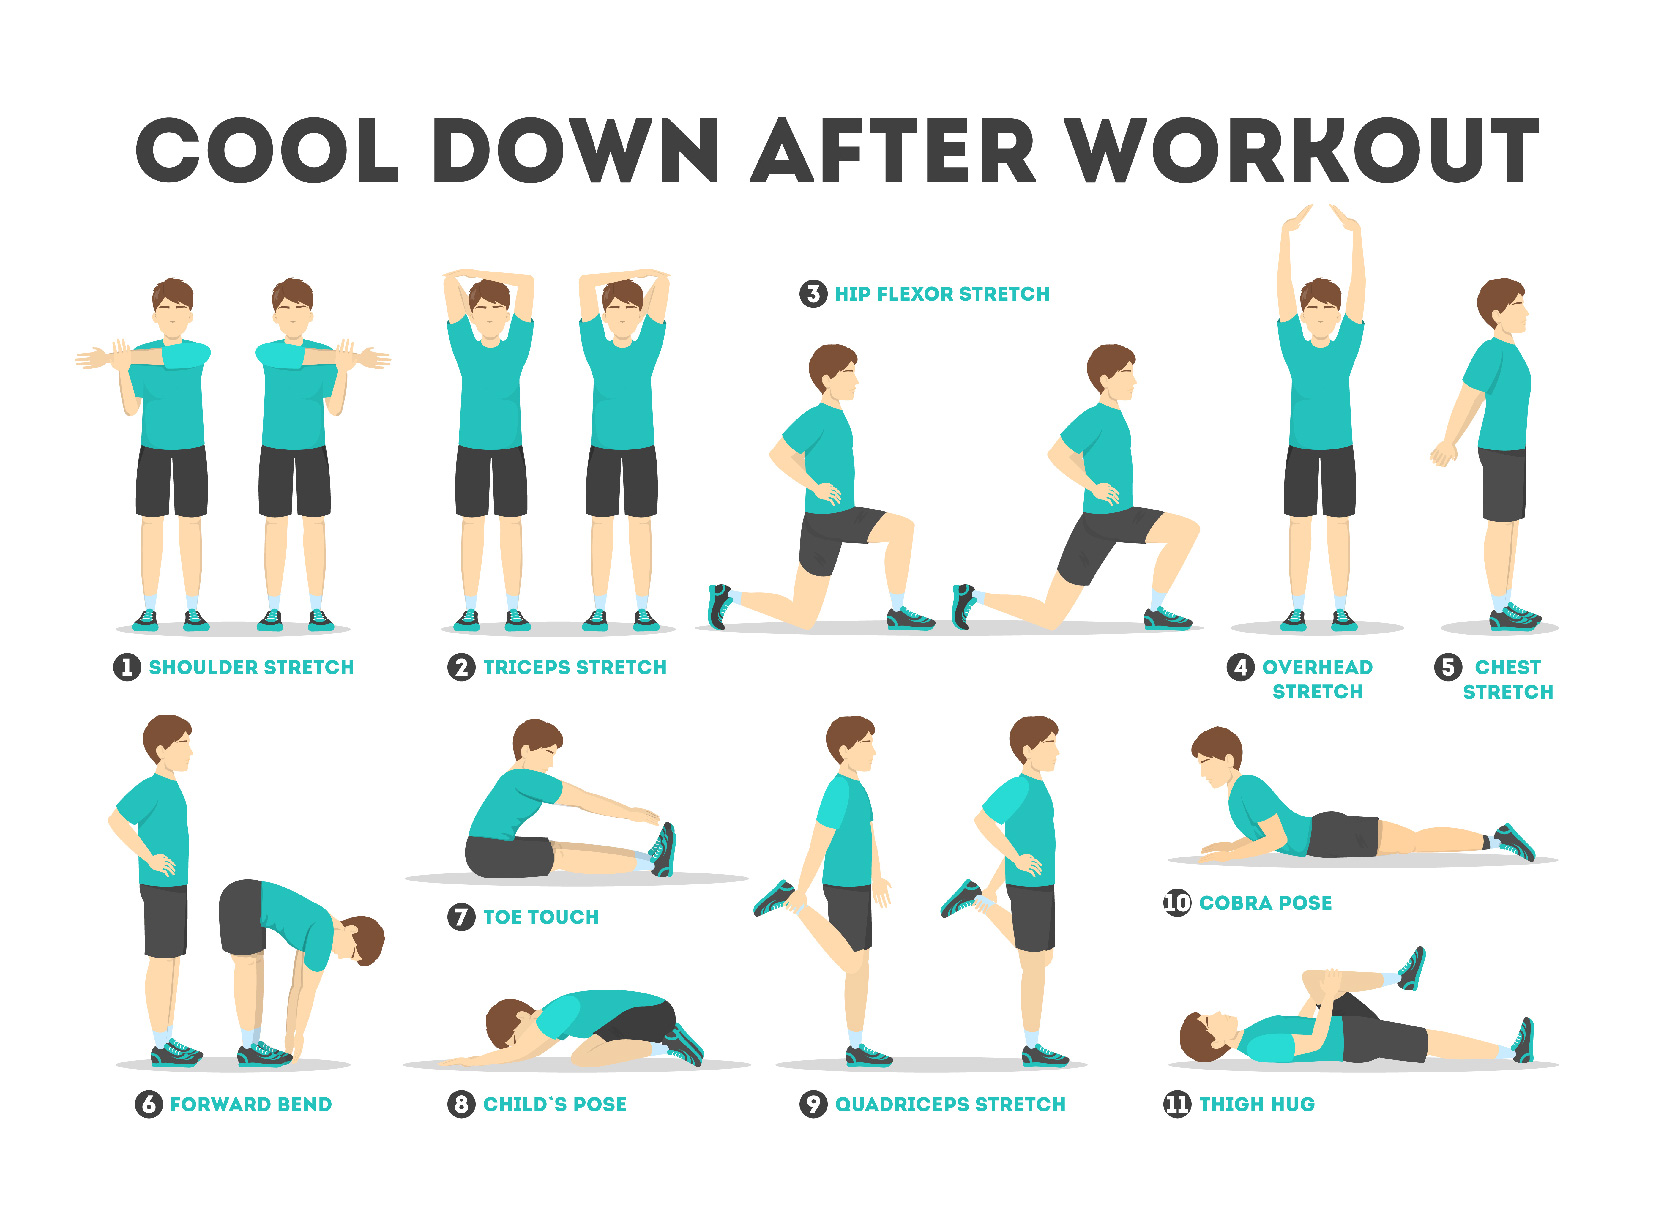 COOL DOWN AFTER WORKOUT
3 HIP FLEXOR STRETCH
1 SHOULDER STRETCH
2 TRICEPS STRETCH
4 OVERHEAD
STRETCH
5 CHEST
STRETCH
6 FORWARD BEND
7 TOE TOUCH
8 CHILD`S POSE
9 QUADRICEPS STRETCH
10 COBRA POSE
11 THIGH HUG